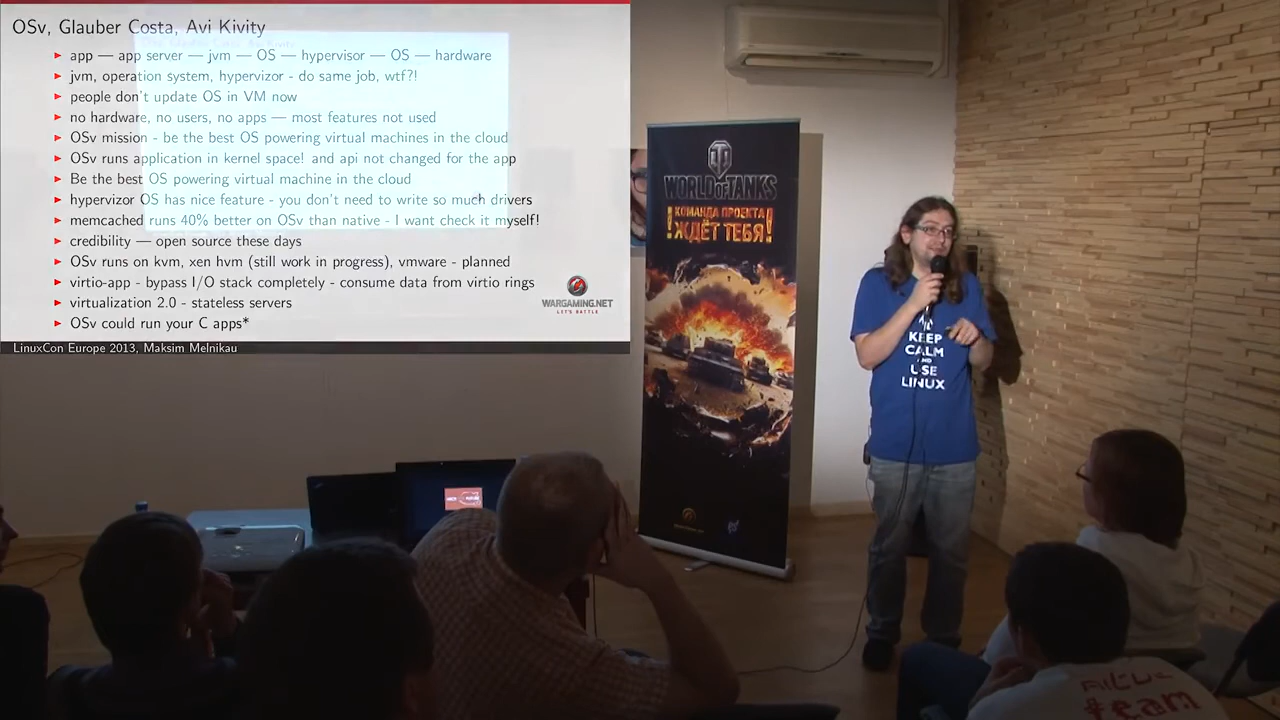 OSv, Glauber Costa, Avi Kivity
► app — app server — jvm — OS — hypervisor — OS — hardware
► jvm, operation system, hypervizor - do same job, wtf?!
► people don't update OS in VM now
► no hardware, no users, no apps — most features not used
► OSv mission - be the best OS powering virtual machines in the cloud
► OSv runs application in kernel space! and api not changed for the app
► Be the best OS powering virtual machine in the cloud
► hypervizor OS has nice feature - you don't need to write so much drivers
► memcached runs 40% better on OSv than native - I want check it myself!
► credibility — open source these days
► OSv runs on kvm, xen hvm (still work in progress), vmware - planned
► virtio-app - bypass I/O stack completely - consume data from virtio rings
► virtualization 2.0 - stateless servers
► OSv could run your C apps*
WARGAMING.NET
LET'S BATTLE
LinuxCon Europe 2013, Maksim Melnikau
WORLD OF TANKS
КОМАНДА ПРОЕКТА
ЖДЁТ ТЕБЯ!
KEEP
CALM
AND
USE
LINUX
#team